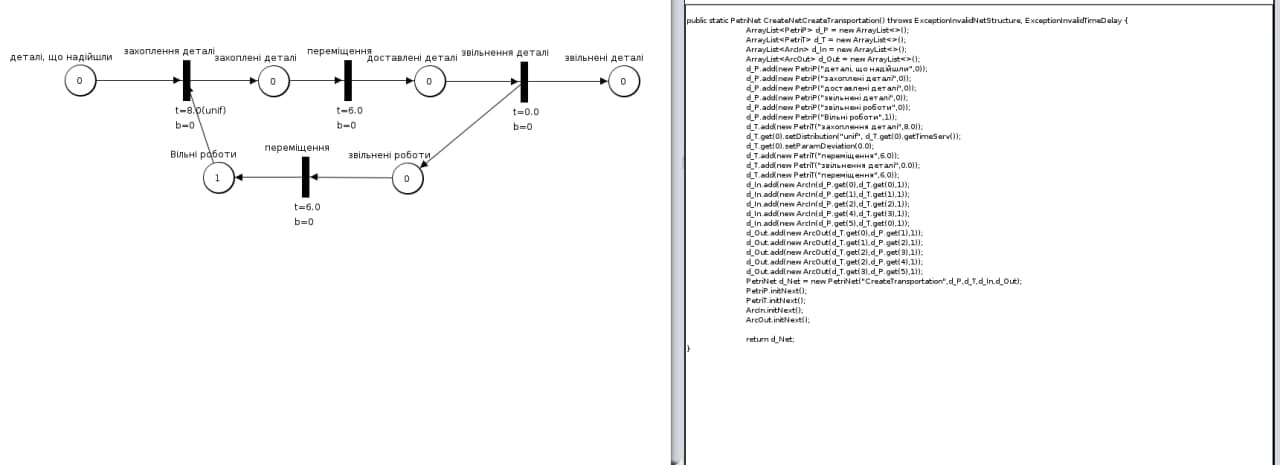 захоплення деталі
переміщення
звільнення деталі
деталі, що надійшли
захоплені деталі
доставлені деталі
звільнені деталі
0
0
0
0
t=8.0(unif)
t=6.0
t=0.0
b=0
b=0
b=0
переміщення
Вільні роботи
звільнені роботи
1
0
t=6.0
b=0
public static PetriNet CreateNetCreateTransportation() throws ExceptionInvalidNetStructure, ExceptionInvalidTimeDelay {
ArrayList<PetriP> d_P = new ArrayList<>();
ArrayList<PetriT> d_T = new ArrayList<>();
ArrayList<ArcIn> d_In = new ArrayList<>();
ArrayList<ArcOut> d_Out = new ArrayList<>();
d_P.add(new PetriP("деталі, що надійшли",0));
d_P.add(new PetriP("захоплені деталі",0));
d_P.add(new PetriP("доставлені деталі",0));
d_P.add(new PetriP("звільнені деталі",0));
d_P.add(new PetriP("звільнені роботи",0));
d_P.add(new PetriP("Вільні роботи",1));
d_T.add(new PetriT("захоплення деталі",8.0));
d_T.get(0).setDistribution("unif", d_T.get(0).getTimeServ());
d_T.get(0).setParamDeviation(0.0);
d_T.add(new PetriT("переміщення",6.0));
d_T.add(new PetriT("звільнення деталі",0.0));
d_T.add(new PetriT("переміщення",6.0));
d_In.add(new ArcIn(d_P.get(0),d_T.get(0),1));
d_In.add(new ArcIn(d_P.get(1),d_T.get(1),1));
d_In.add(new ArcIn(d_P.get(2),d_T.get(2),1));
d_In.add(new ArcIn(d_P.get(4),d_T.get(3),1));
d_In.add(new ArcIn(d_P.get(5),d_T.get(0),1));
d_Out.add(new ArcOut(d_T.get(0),d_P.get(1),1));
d_Out.add(new ArcOut(d_T.get(1),d_P.get(2),1));
d_Out.add(new ArcOut(d_T.get(2),d_P.get(3),1));
d_Out.add(new ArcOut(d_T.get(2),d_P.get(4),1));
d_Out.add(new ArcOut(d_T.get(3),d_P.get(5),1));
PetriNet d_Net = new PetriNet("CreateTransportation",d_P,d_T,d_In,d_Out);
PetriP.initNext();
PetriT.initNext();
ArcIn.initNext();
ArcOut.initNext();
return d_Net;
}